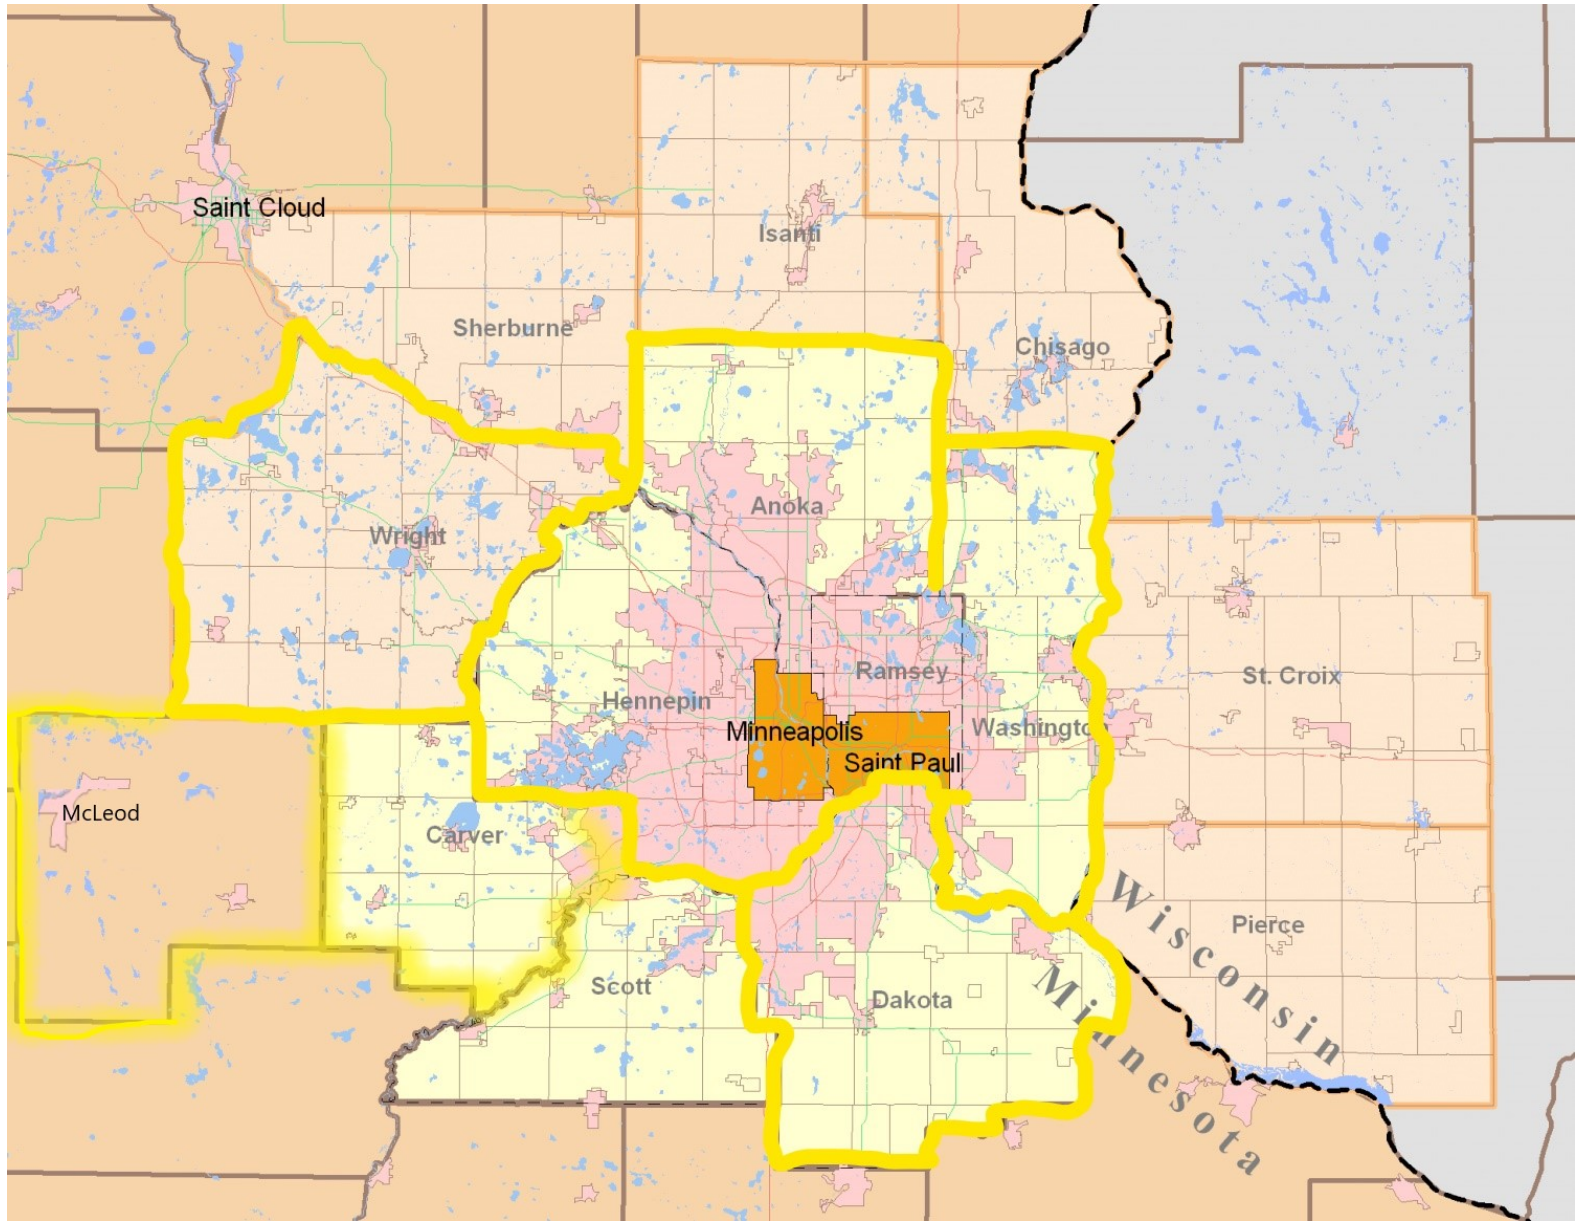 Saint Cloud
Isanti
Sherburne
Chisago
Anoka
Wright
Ramsey
St. Croix
Hennepin
Washingto
Minneapolis
Saint Paul
McLeod
Carver
Wisconsin
Pierce
Scott
Dakota
Minnesota